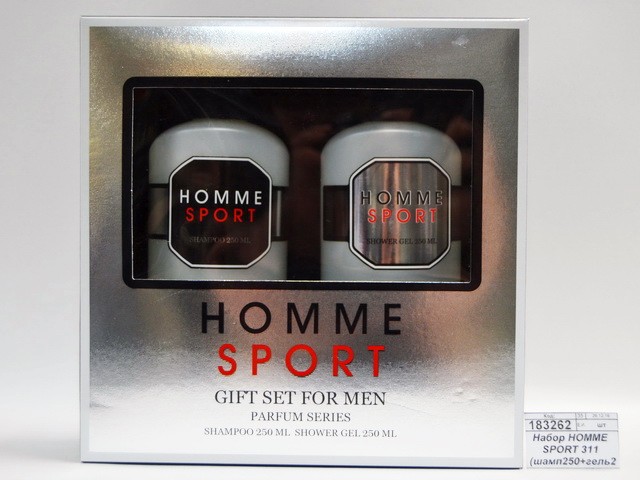 HOMME
SPORT
SHAMPOO 250 ML
HOMME
SPORT
SHOWER GEL 250 ML
HOMME
SPORT
GIFT SET FOR MEN
PARFUM SERIES
SHAMPOO 250 ML SHOWER GEL 250 ML
183262 шт
Набор HOMME
SPORT 311
(шамп250+гель2